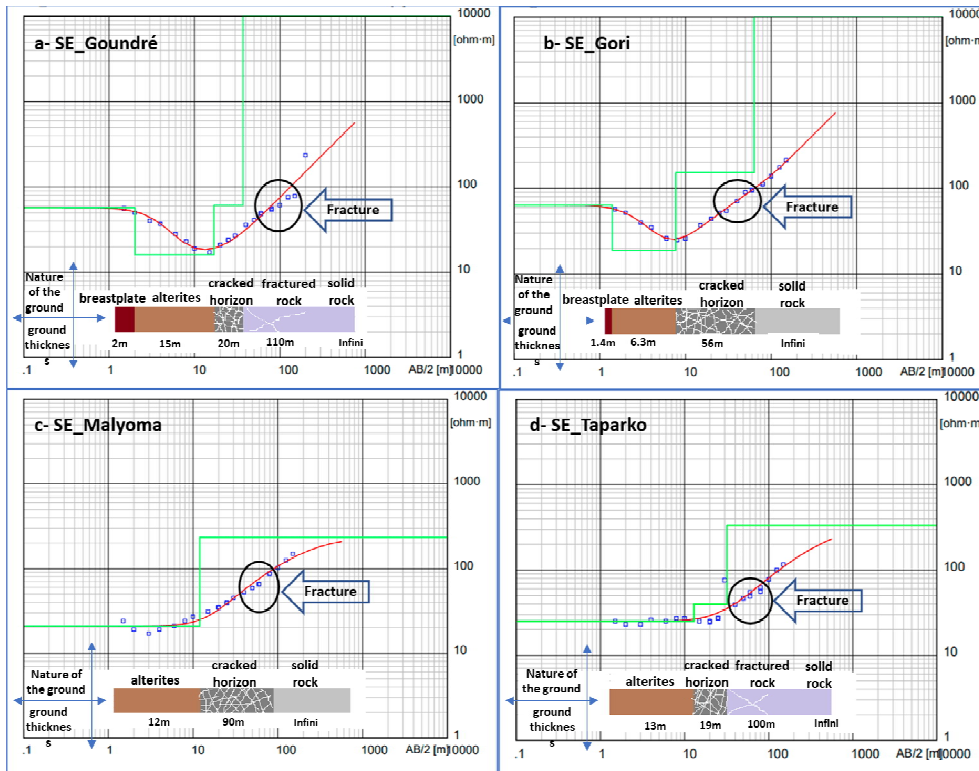 a- SE_Goundré
10000
[ohm·m]
1000
100
Fracture
10
Nature
of the ground
ground
thicknes
s
breastplate alterites cracked horizon fractured rock solid rock
2m 15m 20m 110m Infini
1
.1 1 10 100 1000 AB/2 [m] 10000
b- SE_Gori
10000
[ohm·m]
1000
100
Fracture
10
Nature
of the ground
ground
thicknes
s
breastplate alterites cracked horizon solid rock
1.4m 6.3m 56m Infini
1
.1 1 10 100 1000 AB/2 [m] 10000
c- SE_Malyoma
10000
[ohm·m]
1000
100
Fracture
10
Nature of
the ground
ground
thicknes
s
alterites cracked horizon solid rock
12m 90m Infini
1
.1 1 10 100 1000 AB/2 [m] 10000
d- SE_Taparko
10000
[ohm·m]
1000
100
Fracture
10
Nature of
the ground
ground
thicknes
s
alterites cracked horizon fractured rock solid rock
13m 19m 100m Infini
1
.1 1 10 100 1000 AB/2 [m] 10000